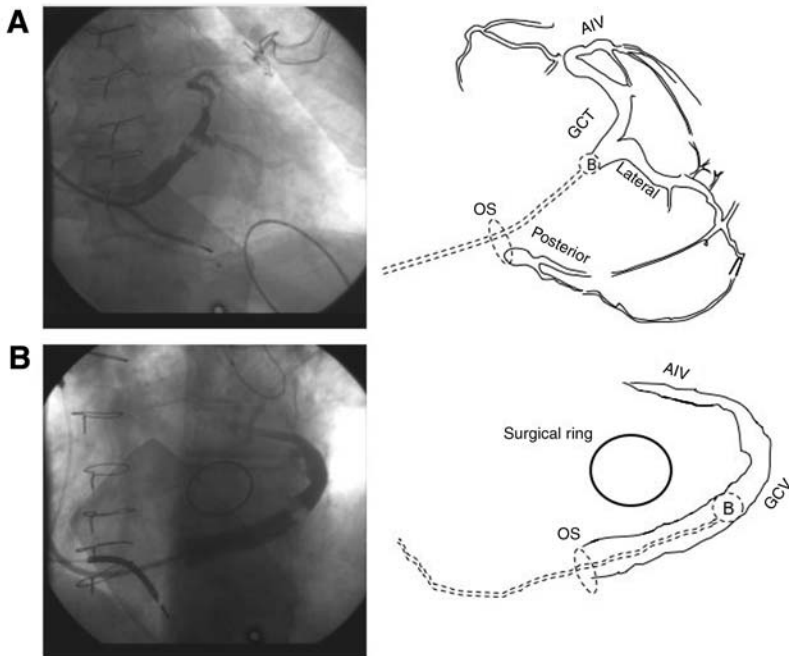 A
AIV
GCT
B
Lateral
OS
Posterior
B
AIV
Surgical ring
GCV
B
OS